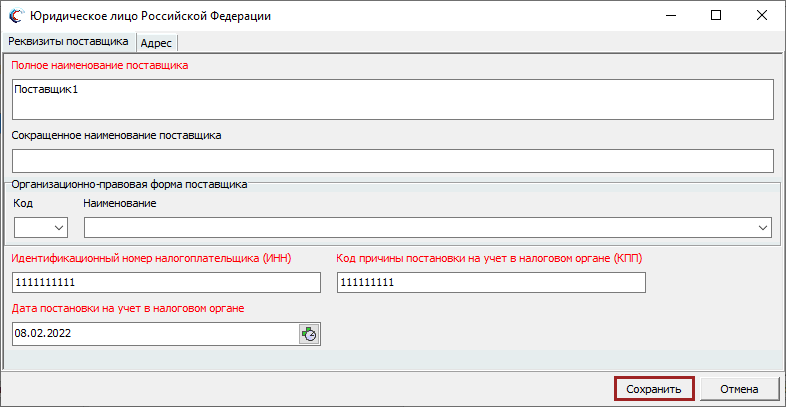 Юридическое лицо Российской Федерации
Реквизиты поставщика
Адрес
Полное наименование поставщика
Поставщик1
Сокращенное наименование поставщика
Организационно-правовая форма поставщика
Код
Наименование
Идентификационный номер налогоплательщика (ИНН)
Код причины постановки на учет в налоговом органе (КПП)
1111111111
111111111
Дата постановки на учет в налоговом органе
08.02.2022
Сохранить
Отмена